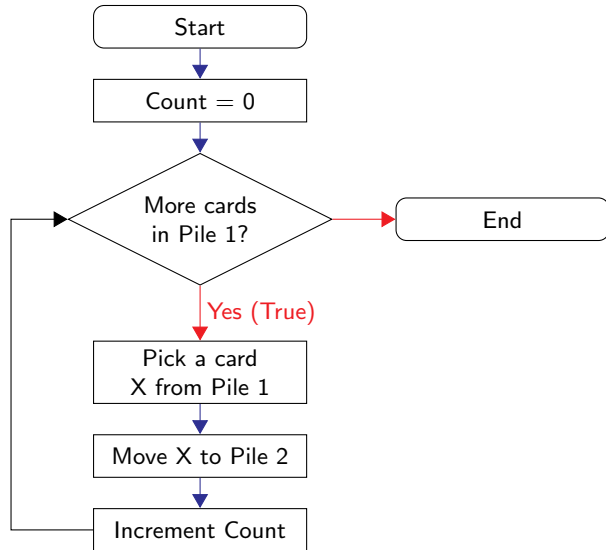 Start
Count = 0
More cards
in Pile 1?
End
Yes (True)
Pick a card
X from Pile 1
Move X to Pile 2
Increment Count